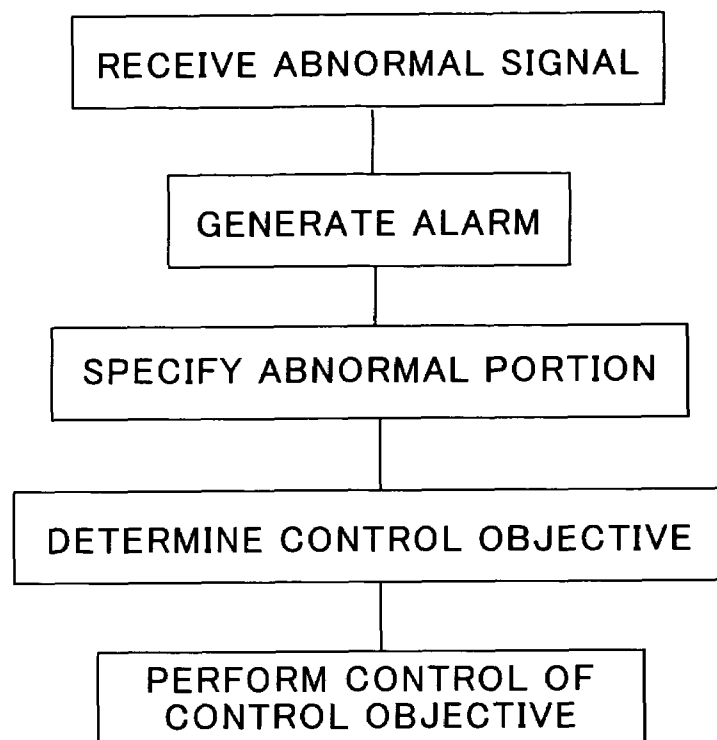 RECEIVE ABNORMAL SIGNAL
GENERATE ALARM
SPECIFY ABNORMAL PORTION
DETERMINE CONTROL OBJECTIVE
PERFORM CONTROL OF
CONTROL OBJECTIVE